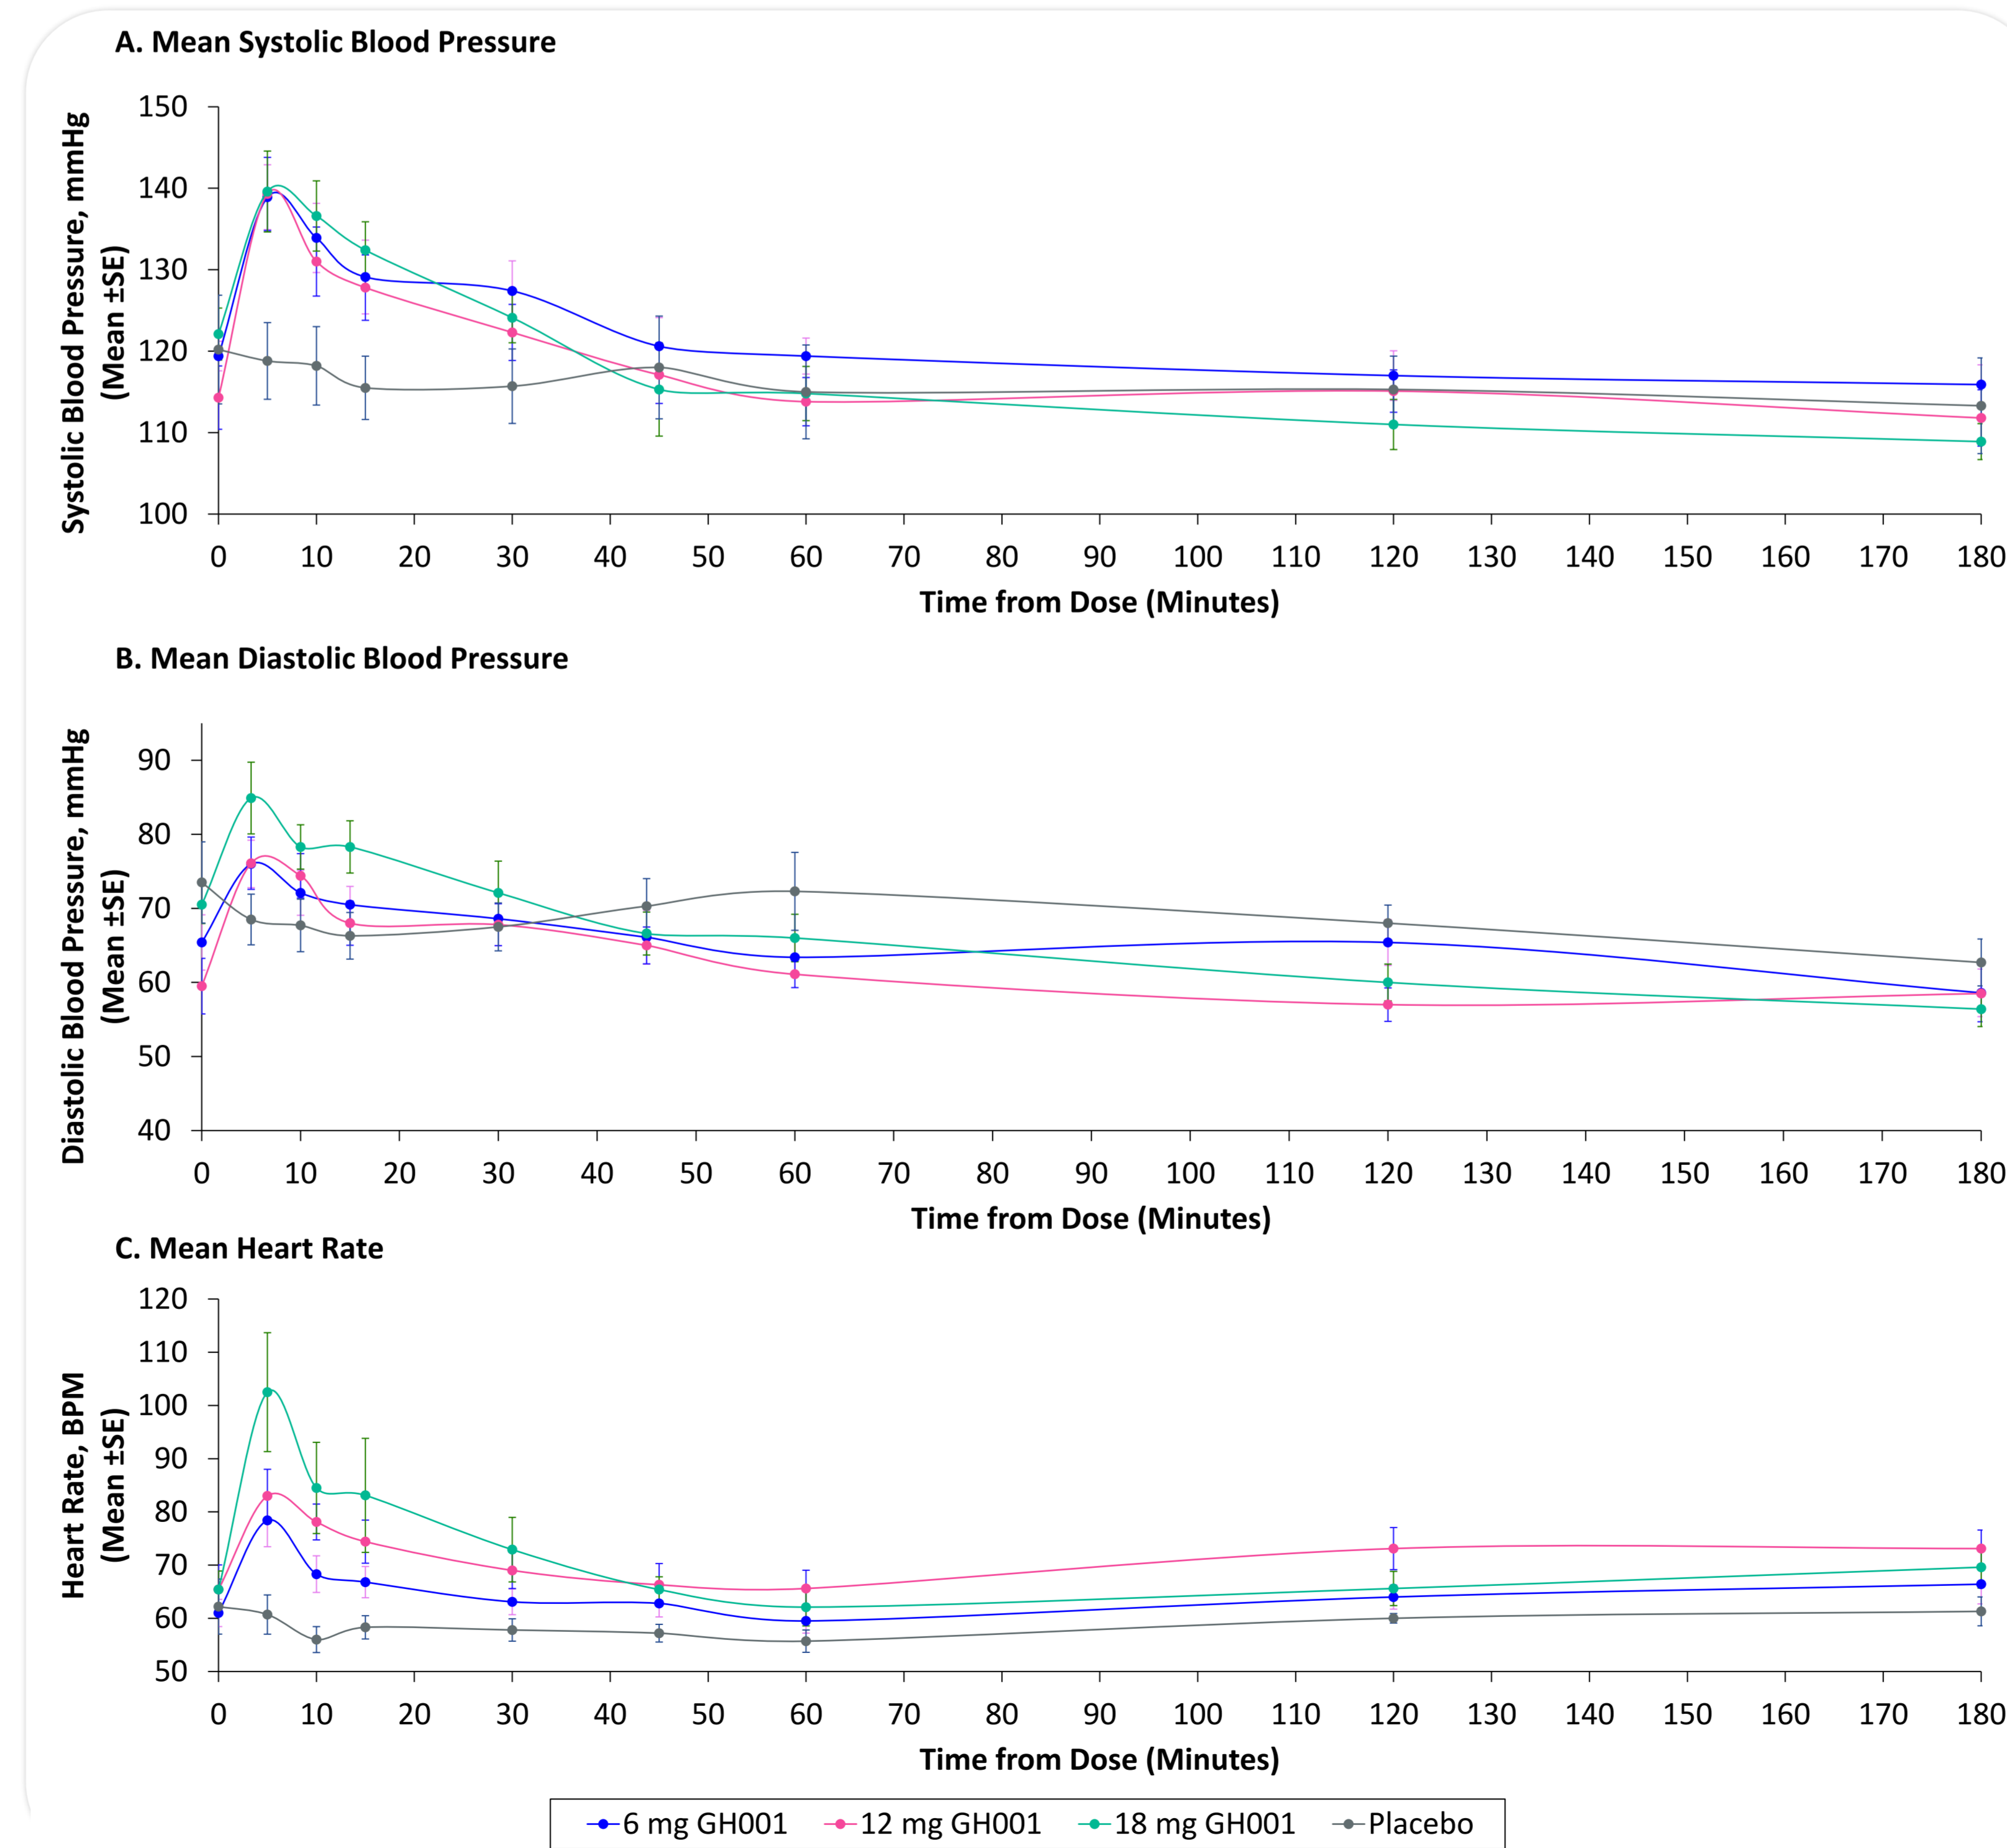 A. Mean Systolic Blood Pressure
Systolic Blood Pressure, mmHg
(Mean ±SE)
150
140
130
120
110
100
0 10 20 30 40 50 60 70 80 90 100 110 120 130 140 150 160 170 180
Time from Dose (Minutes)
B. Mean Diastolic Blood Pressure
Diastolic Blood Pressure, mmHg
(Mean ±SE)
90
80
70
60
50
40
0 10 20 30 40 50 60 70 80 90 100 110 120 130 140 150 160 170 180
Time from Dose (Minutes)
C. Mean Heart Rate
Heart Rate, BPM
(Mean ±SE)
120
110
100
90
80
70
60
50
0 10 20 30 40 50 60 70 80 90 100 110 120 130 140 150 160 170 180
Time from Dose (Minutes)
6 mg GH001 12 mg GH001 18 mg GH001 Placebo